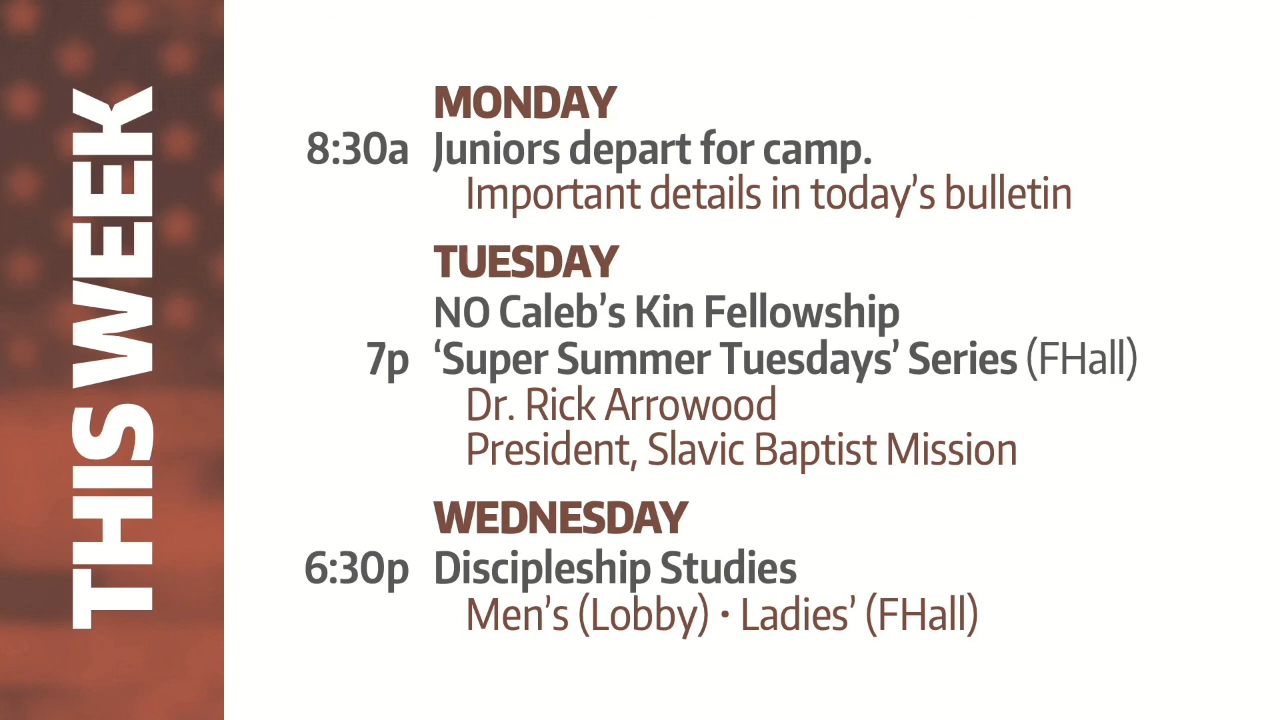 THIS WEEK
MONDAY
8:30a Juniors depart for camp.
Important details in today’s bulletin
TUESDAY
NO Caleb’s Kin Fellowship
7p ‘Super Summer Tuesdays’ Series (FHall)
Dr. Rick Arrowood
President, Slavic Baptist Mission
WEDNESDAY
6:30p Discipleship Studies
Men’s (Lobby) • Ladies’ (FHall)